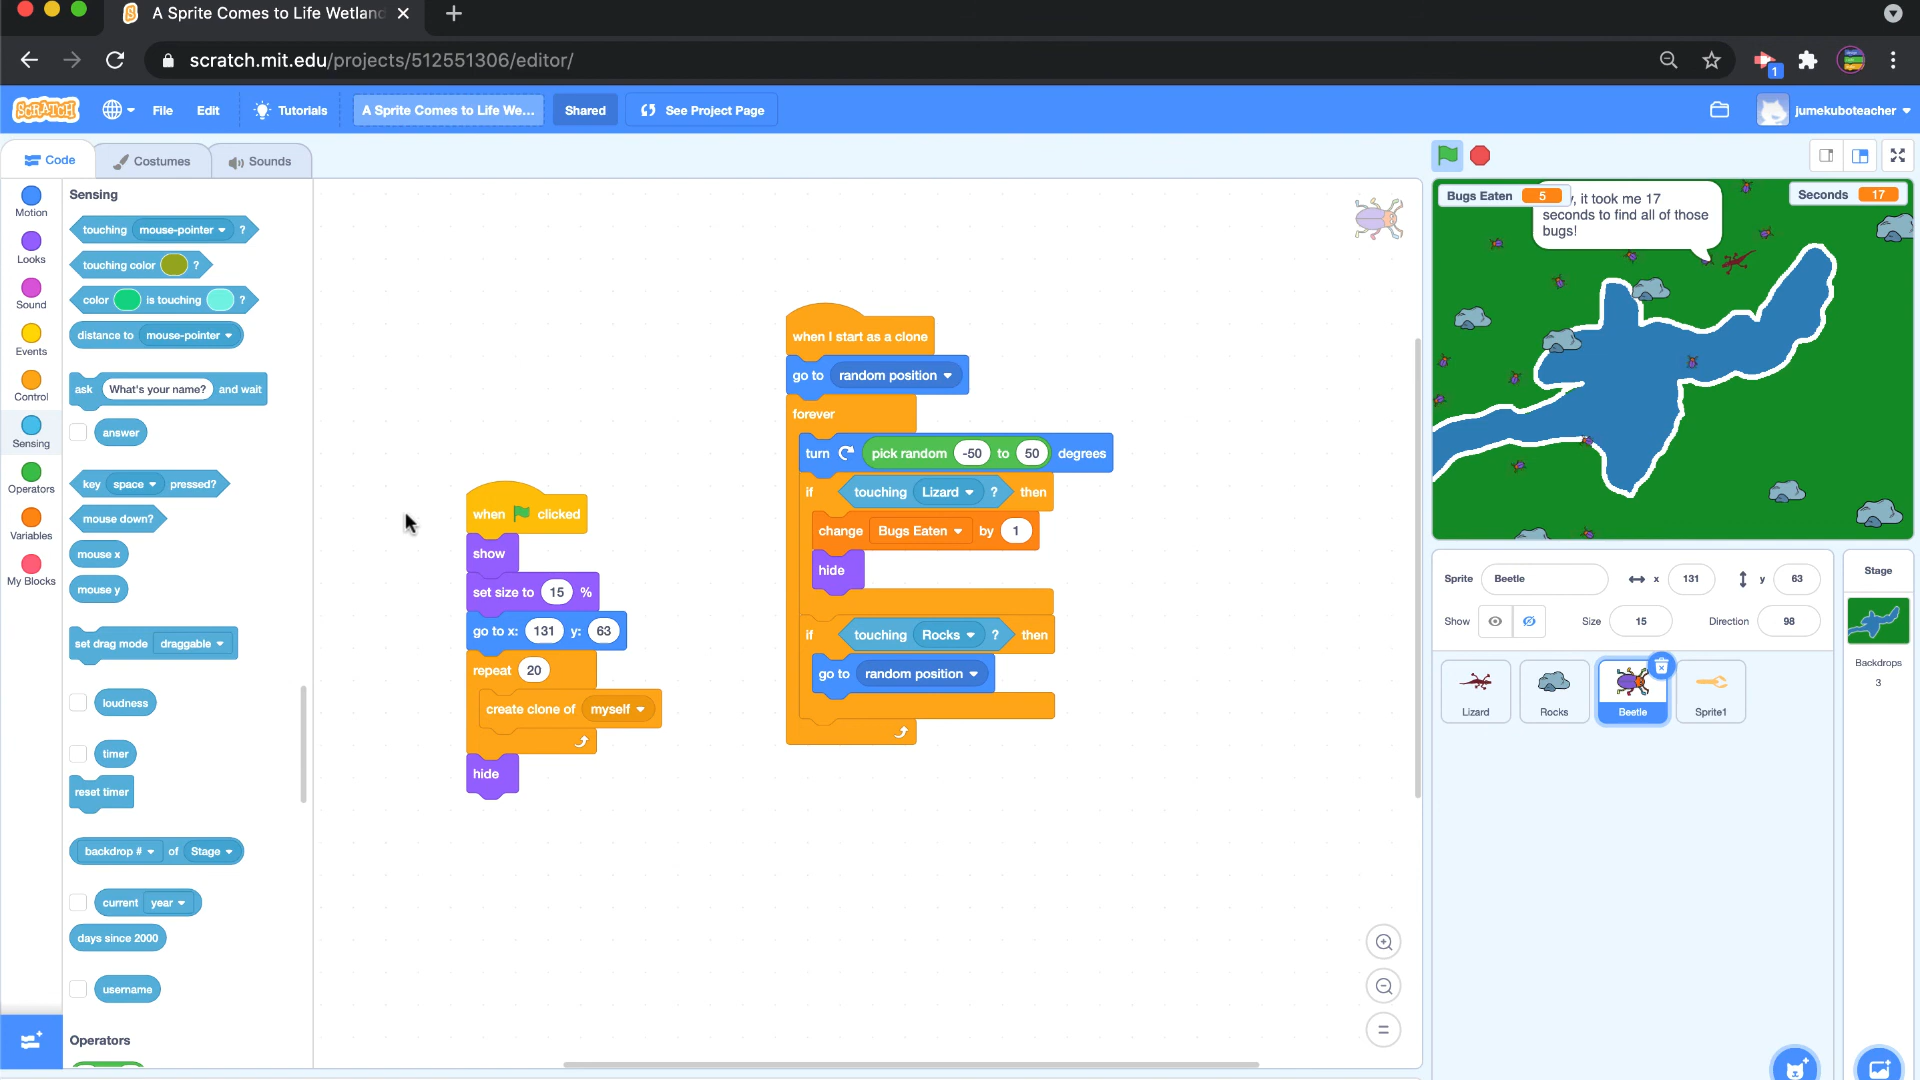 A Sprite Comes to Life Wetland
scratch.mit.edu/projects/512551306/editor/
1
SCRATCH
File
Edit
Tutorials
A Sprite Comes to Life We...
Shared
See Project Page
jumekuboteacher
Code
Costumes
Sounds
Motion
Looks
Sound
Events
Control
Sensing
Operators
Variables
My Blocks
Sensing
touching mouse-pointer ?
touching color ?
color is touching ?
distance to mouse-pointer
ask What's your name? and wait
answer
key space pressed?
mouse down?
mouse x
mouse y
set drag mode draggable
loudness
timer
reset timer
backdrop # of Stage
current year
days since 2000
username
Operators
when clicked
show
set size to 15 %
go to x: 131 y: 63
repeat 20
create clone of myself
hide
when I start as a clone
go to random position
forever
turn pick random -50 to 50 degrees
if touching Lizard ? then
change Bugs Eaten by 1
hide
if touching Rocks ? then
go to random position
Bugs Eaten 5
, it took me 17
seconds to find all of those
bugs!
Seconds 17
Sprite Beetle x 131 y 63
Show Size 15 Direction 98
Lizard
Rocks
Beetle
Sprite1
Stage
Backdrops
3